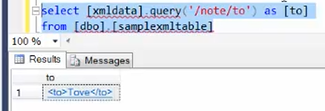 select [xmldata].query('/note/to') as [to]
from [dbo].[samplexmltable]
100 %
Results Messages
to
1 <to>Tove</to>